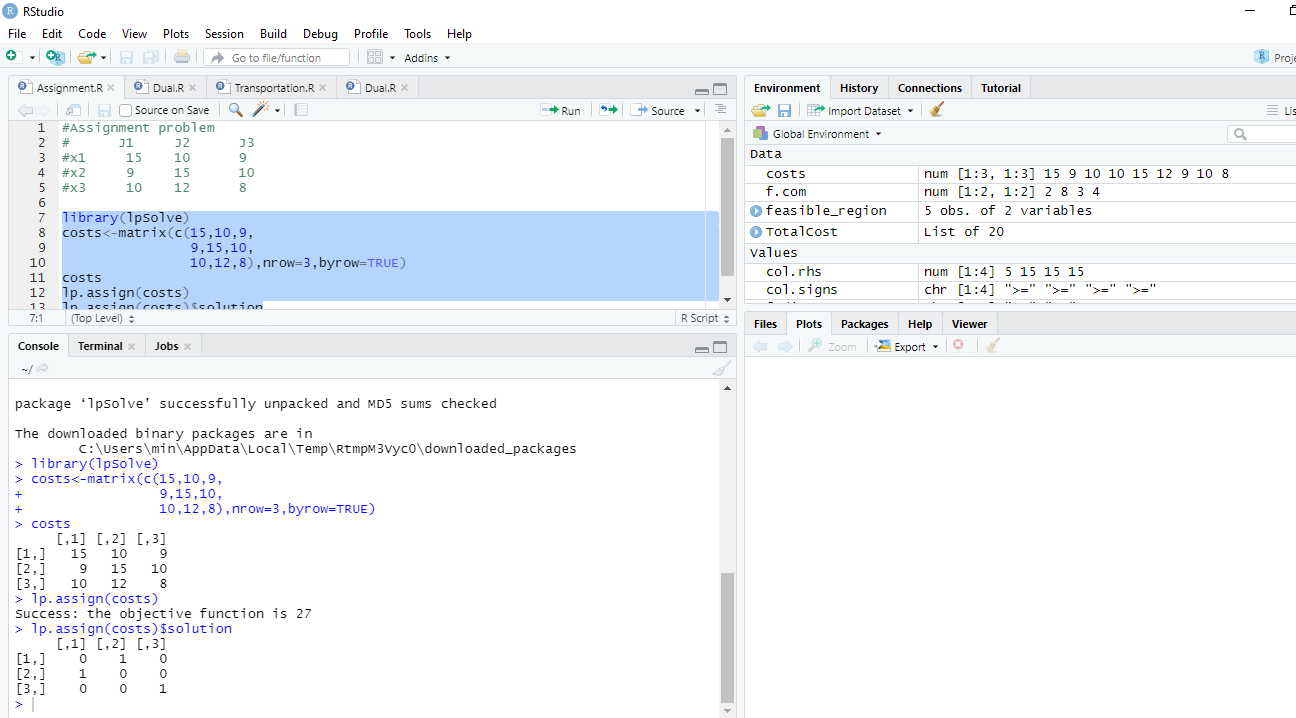 RStudio
File Edit Code View Plots Session Build Debug Profile Tools Help
Go to file/function Addins
Assignment.R Dual.R Transportation.R Dual.R
Source on Save Run Source
1 #Assignment problem
2 # J1 J2 J3
3 #x1 15 10 9
4 #x2 9 15 10
5 #x3 10 12 8
6
7 library(lpSolve)
8 costs<-matrix(c(15,10,9,
9 9,15,10,
10 10,12,8),nrow=3,byrow=TRUE)
11 costs
12 lp.assign(costs)
13 lp.assign(costs)$solution
7:1 (Top Level) R Script
Console Terminal Jobs
~/
package ‘lpSolve’ successfully unpacked and MD5 sums checked
The downloaded binary packages are in
C:\Users\min\AppData\Local\Temp\RtmpM3Vyc0\downloaded_packages
> library(lpSolve)
> costs<-matrix(c(15,10,9,
+ 9,15,10,
+ 10,12,8),nrow=3,byrow=TRUE)
> costs
[,1] [,2] [,3]
[1,] 15 10 9
[2,] 9 15 10
[3,] 10 12 8
> lp.assign(costs)
Success: the objective function is 27
> lp.assign(costs)$solution
[,1] [,2] [,3]
[1,] 0 1 0
[2,] 1 0 0
[3,] 0 0 1
>
Proje
Environment History Connections Tutorial
Import Dataset Lis
Global Environment
Data
costs num [1:3, 1:3] 15 9 10 10 15 12 9 10 8
f.com num [1:2, 1:2] 2 8 3 4
feasible_region 5 obs. of 2 variables
TotalCost List of 20
Values
col.rhs num [1:4] 5 15 15 15
col.signs chr [1:4] ">=" ">=" ">=" ">="
Files Plots Packages Help Viewer
Zoom Export